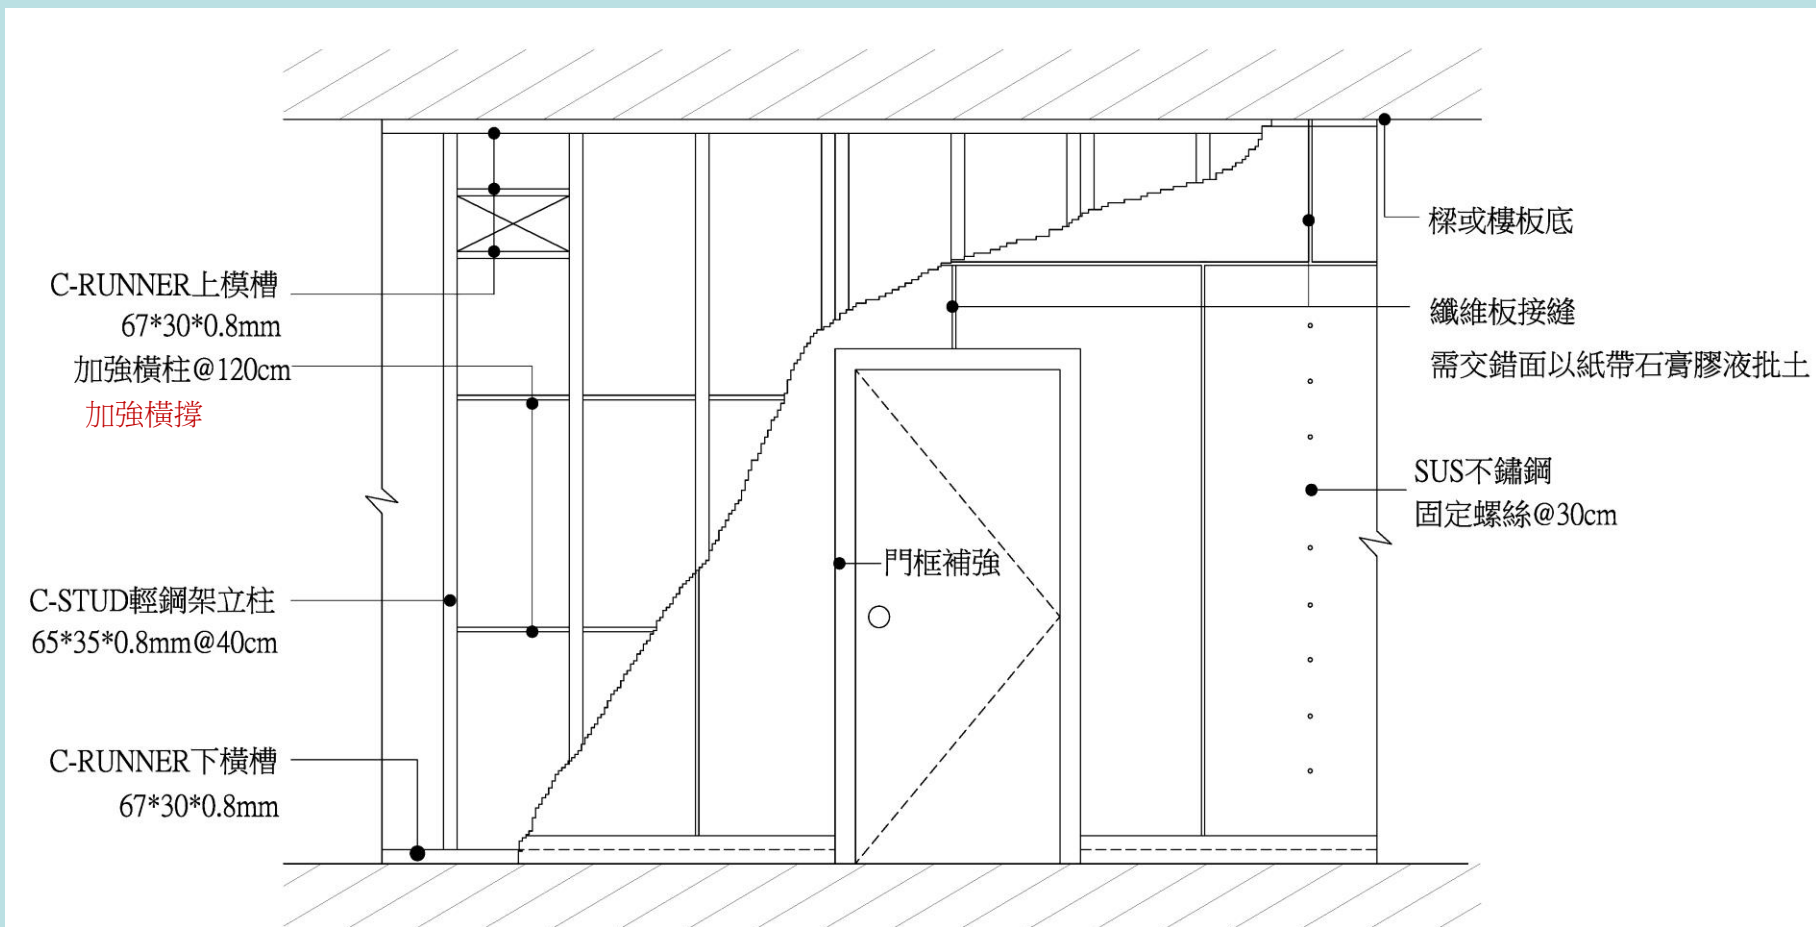 C-RUNNER上模槽
67*30*0.8mm
加強橫柱@120cm
加強橫撐
C-STUD輕鋼架立柱
65*35*0.8mm@40cm
C-RUNNER下橫槽
67*30*0.8mm
門框補強
樑或樓板底
纖維板接縫
需交錯面以紙帶石膏膠液批土
SUS不鏽鋼
固定螺絲@30cm